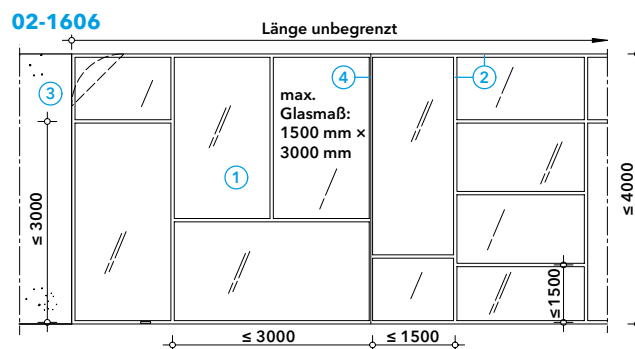 02-1606
Länge unbegrenzt
3
4
2
max.
Glasmaß:
1500 mm ×
3000 mm
1
≤ 3000
≤ 4000
≤1500
≤ 3000
≤ 1500